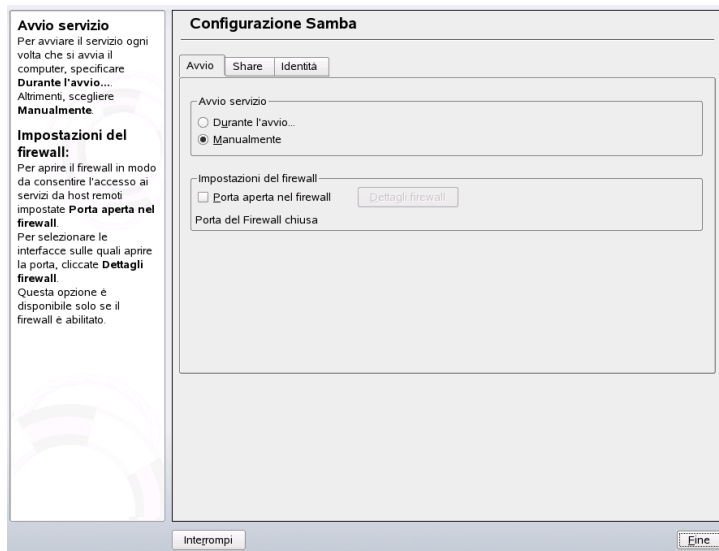 Avvio servizio
Per avviare il servizio ogni
volta che si avvia il
computer, specificare
Durante l'avvio....
Altrimenti, scegliere
Manualmente.
Impostazioni del
firewall:
Per aprire il firewall in modo
da consentire l'accesso ai
servizi da host remoti
impostate Porta aperta nel
firewall.
Per selezionare le
interfacce sulle quali aprire
la porta, cliccate Dettagli
firewall.
Questa opzione è
disponibile solo se il
firewall è abilitato.
Configurazione Samba
Avvio Share Identità
Avvio servizio
Durante l'avvio...
Manualmente
Impostazioni del firewall
Porta aperta nel firewall Dettagli firewall
Porta del Firewall chiusa
Interrompi Fine